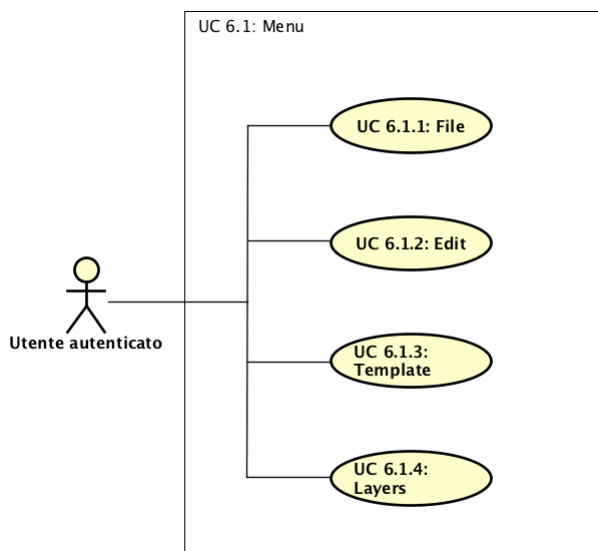 UC 6.1: Menu
UC 6.1.1: File
UC 6.1.2: Edit
Utente autenticato
UC 6.1.3:
Template
UC 6.1.4:
Layers